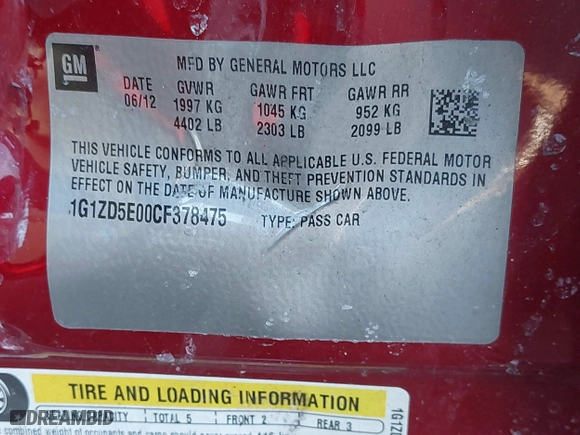 GM
MFD BY GENERAL MOTORS LLC
DATE GVWR GAWR FRT GAWR RR
06/12 1997 KG 1045 KG 952 KG
4402 LB 2303 LB 2099 LB
THIS VEHICLE CONFORMS TO ALL APPLICABLE U.S. FEDERAL MOTOR
VEHICLE SAFETY, BUMPER, AND THEFT PREVENTION STANDARDS IN
EFFECT ON THE DATE OF MANUFACTURE SHOWN ABOVE.
1G1ZD5E00CF378475 TYPE: PASS CAR
TIRE AND LOADING INFORMATION
TOTAL 5 FRONT 2 REAR 3
1G1ZD
DREAMBID